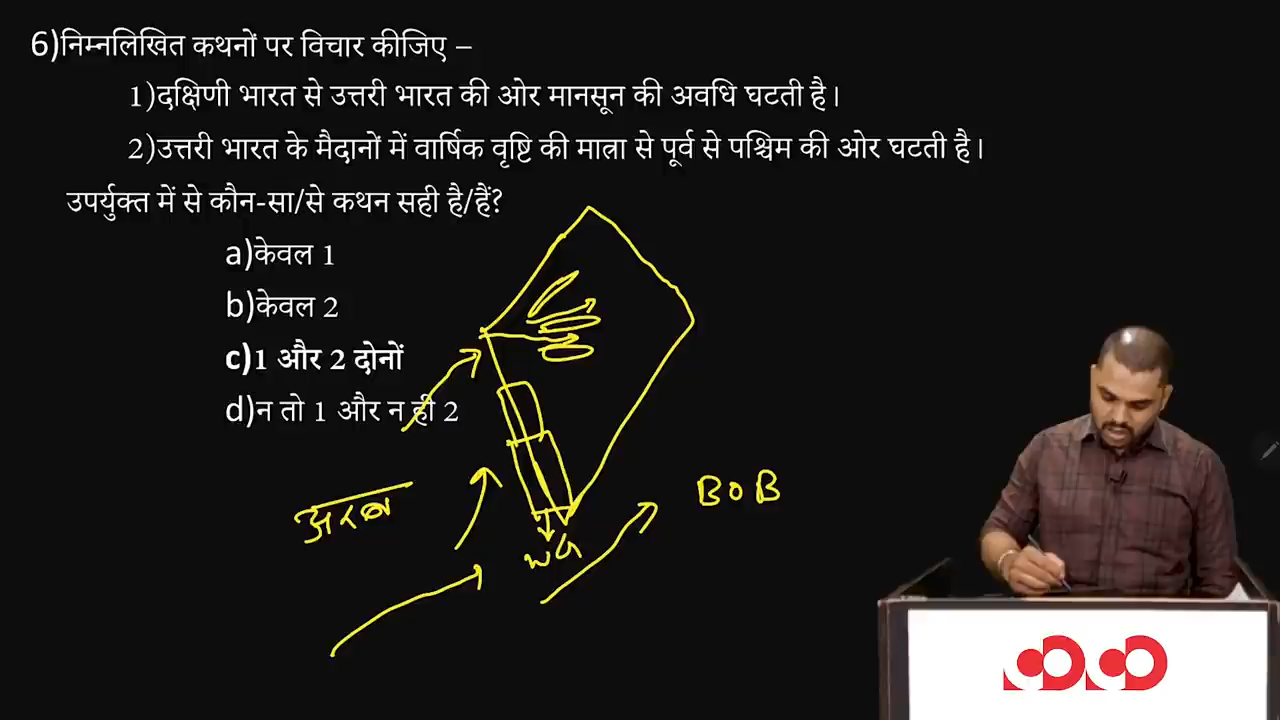 6)निम्नलिखित कथनों पर विचार कीजिए –
1)दक्षिणी भारत से उत्तरी भारत की ओर मानसून की अवधि घटती है।
2)उत्तरी भारत के मैदानों में वार्षिक वृष्टि की मात्रा से पूर्व से पश्चिम की ओर घटती है।
उपर्युक्त में से कौन-सा/से कथन सही है/हैं?
a)केवल 1
b)केवल 2
c)1 और 2 दोनों
d)न तो 1 और न ही 2
अरब
BOB
WG